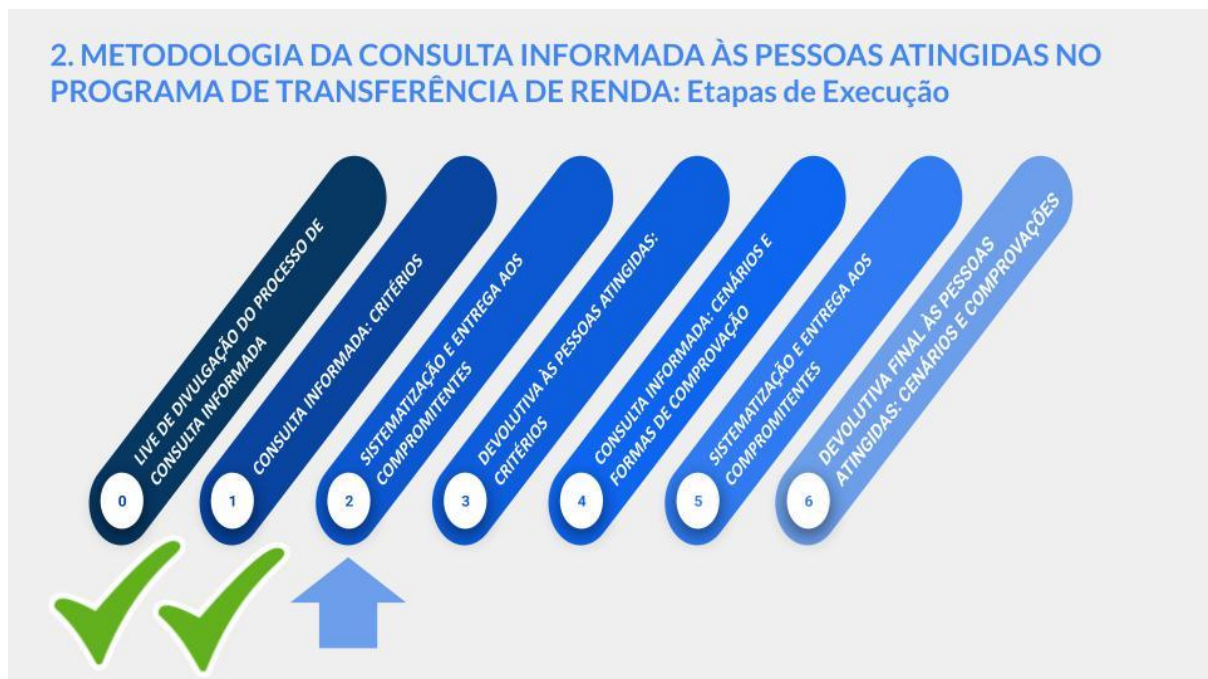 2. METODOLOGIA DA CONSULTA INFORMADA ÀS PESSOAS ATINGIDAS NO
PROGRAMA DE TRANSFERÊNCIA DE RENDA: Etapas de Execução
LIVE DE DIVULGAÇÃO DO PROCESSO DE
CONSULTA INFORMADA
0
CONSULTA INFORMADA: CRITÉRIOS
1
SISTEMATIZAÇÃO E ENTREGA AOS
COMPROMITENTES
2
DEVOLUTIVA ÀS PESSOAS ATINGIDAS:
CRITÉRIOS
3
CONSULTA INFORMADA: CENÁRIOS E
FORMAS DE COMPROVAÇÃO
4
SISTEMATIZAÇÃO E ENTREGA AOS
COMPROMITENTES
5
DEVOLUTIVA FINAL ÀS PESSOAS
ATINGIDAS: CENÁRIOS E COMPROVAÇÕES
6